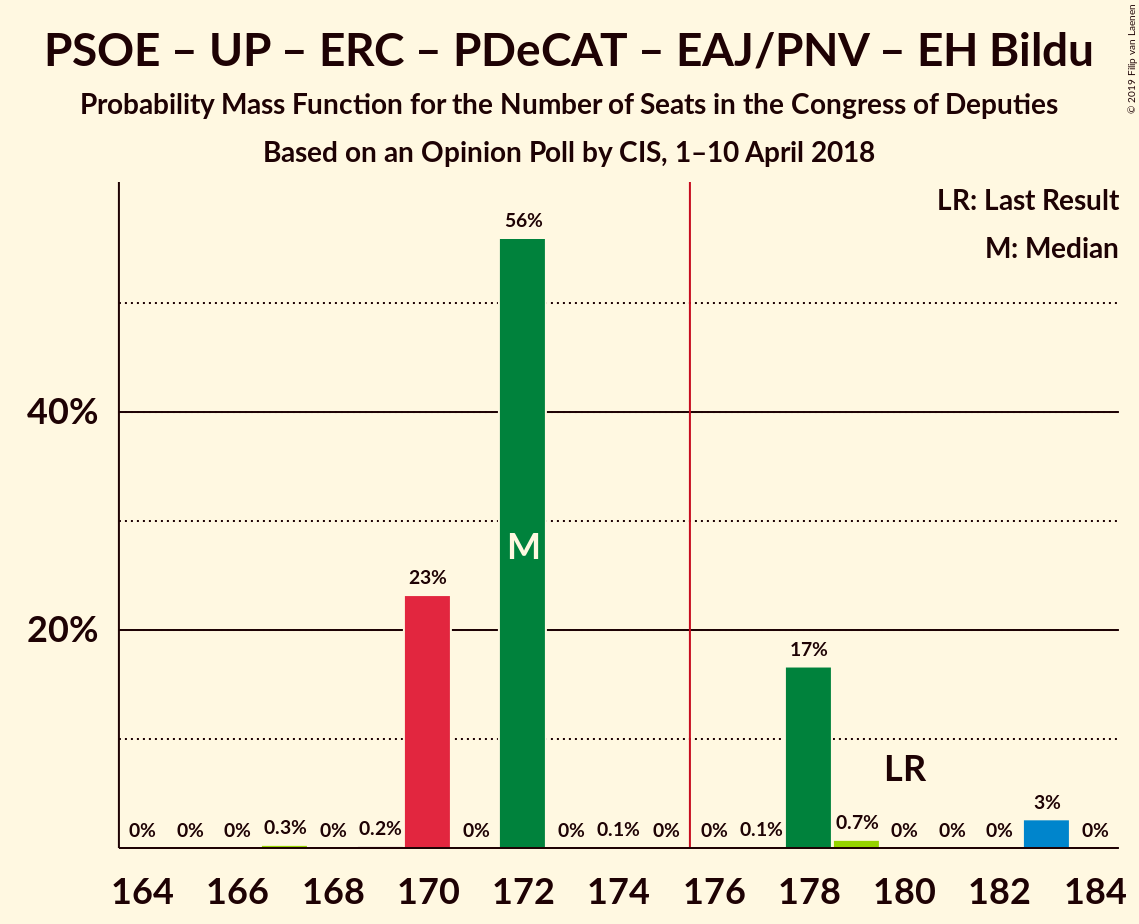 PSOE – UP – ERC – PDeCAT – EAJ/PNV – EH Bildu
Probability Mass Function for the Number of Seats in the Congress of Deputies
Based on an Opinion Poll by CIS, 1–10 April 2018
© 2019 Filip van Laenen
LR: Last Result
M: Median
56%
40%
M
23%
20%
17%
LR
0% 0% 0% 0.3% 0% 0.2% 0% 0% 0.1% 0% 0% 0.1% 0.7% 0% 0% 0% 3% 0%
164 166 168 170 172 174 176 178 180 182 184